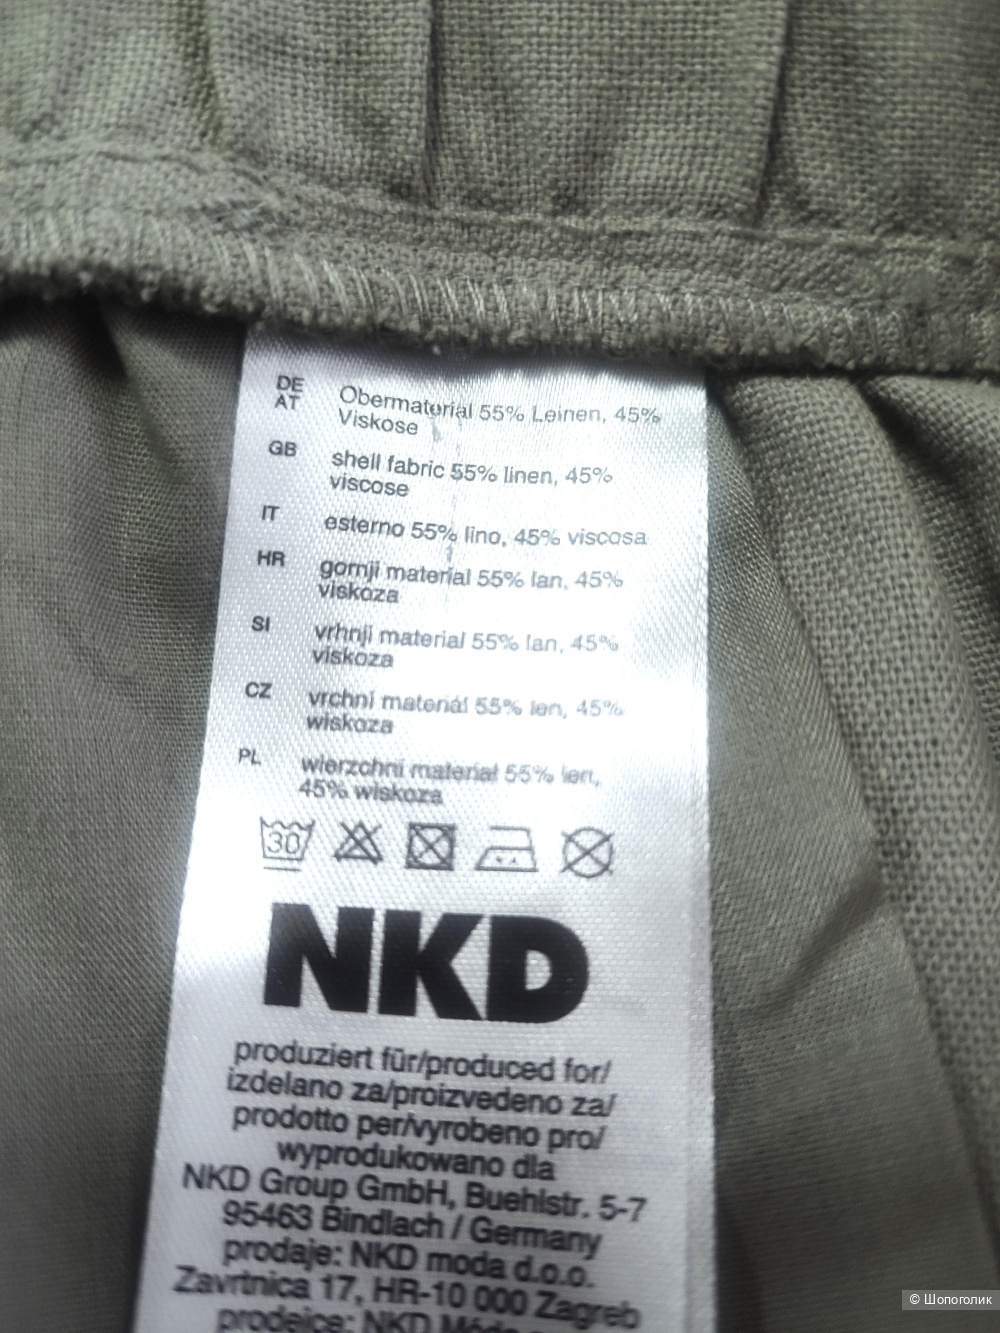 DE
AT
Obermaterial 55% Leinen, 45%
Viskose
GB
shell fabric 55% linen, 45%
viscose
IT
esterno 55% lino, 45% viscosa
HR
gornji material 55% lan, 45%
viskoza
SI
vrhnji material 55% lan, 45%
viskoza
CZ
vrchní materiál 55% len, 45%
wiskoza
PL
wierzchni materiał 55% len,
45% wiskoza
30
NKD
produziert für/produced for/
izdelano za/proizvedeno za/
prodotto per/vyrobeno pro/
wyprodukowano dla
NKD Group GmbH, Buehlstr. 5-7
95463 Bindlach / Germany
prodaje: NKD moda d.o.o.
Zavrtnica 17, HR-10 000 Zagreb
prodejce: NKD
© Шопоголик